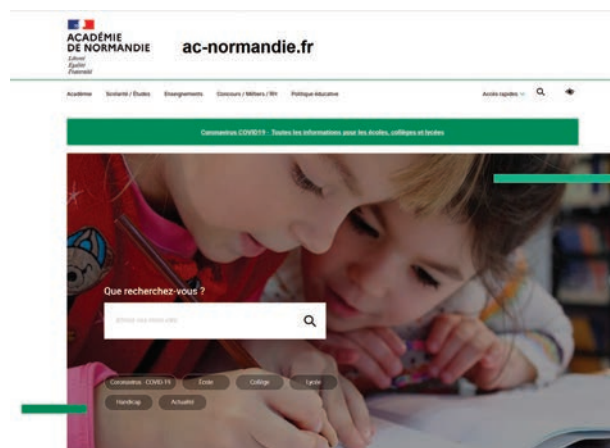 ACADÉMIE
DE NORMANDIE
Liberté
Égalité
Fraternité
ac-normandie.fr
Académie Scolarité / Études Enseignements Concours / Métiers / RH Politique éducative Accès rapides
Coronavirus COVID19 - Toutes les informations pour les écoles, collèges et lycées
Que recherchez-vous ?
Coronavirus - COVID-19 École Collège Lycée
Handicap Actualité